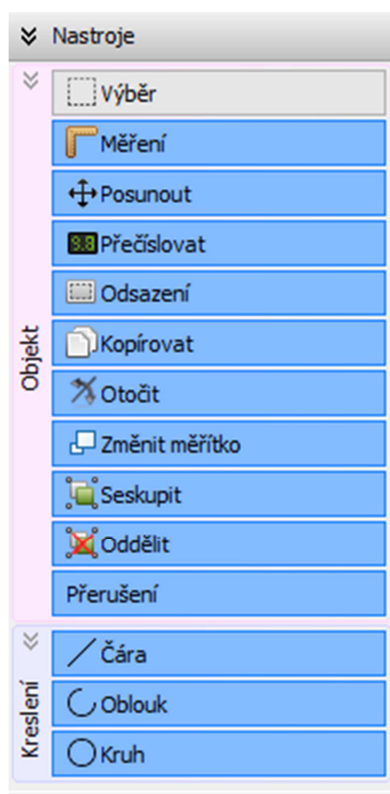 Nastroje
Objekt
Výběr
Měření
Posunout
Přečíslovat
Odsazení
Kopírovat
Otočit
Změnit měřítko
Seskupit
Oddělit
Přerušení
Kreslení
Čára
Oblouk
Kruh